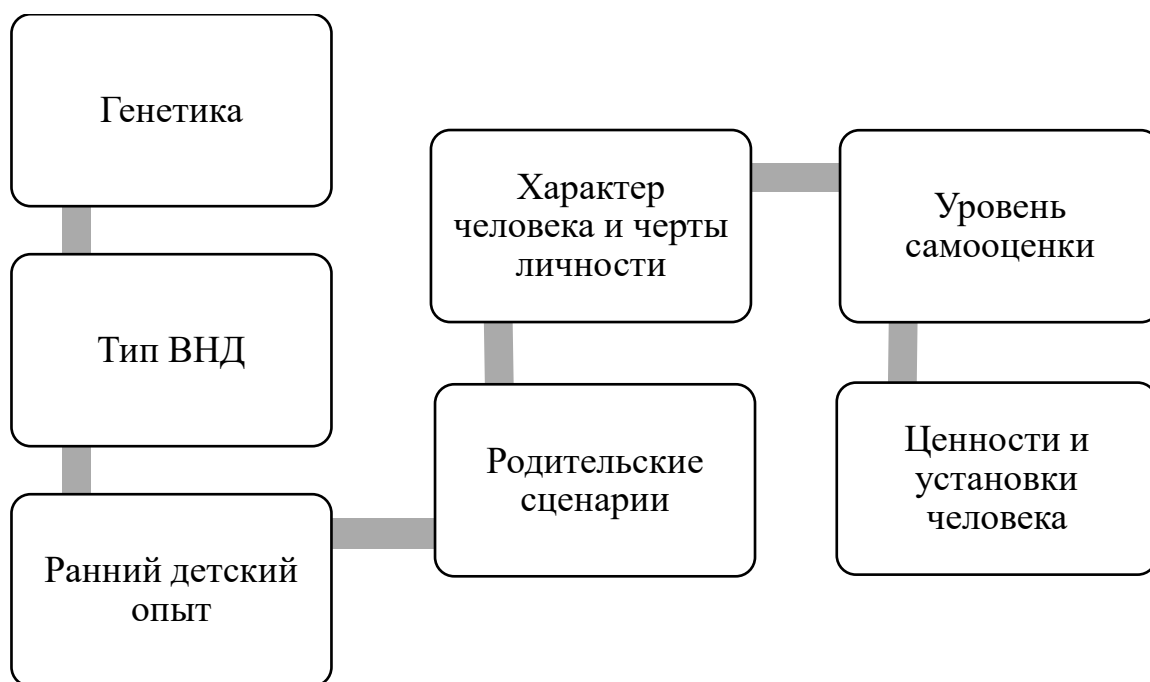 Генетика
Тип ВНД
Ранний детский
опыт
Родительские
сценарии
Характер
человека и черты
личности
Уровень
самооценки
Ценности и
установки
человека